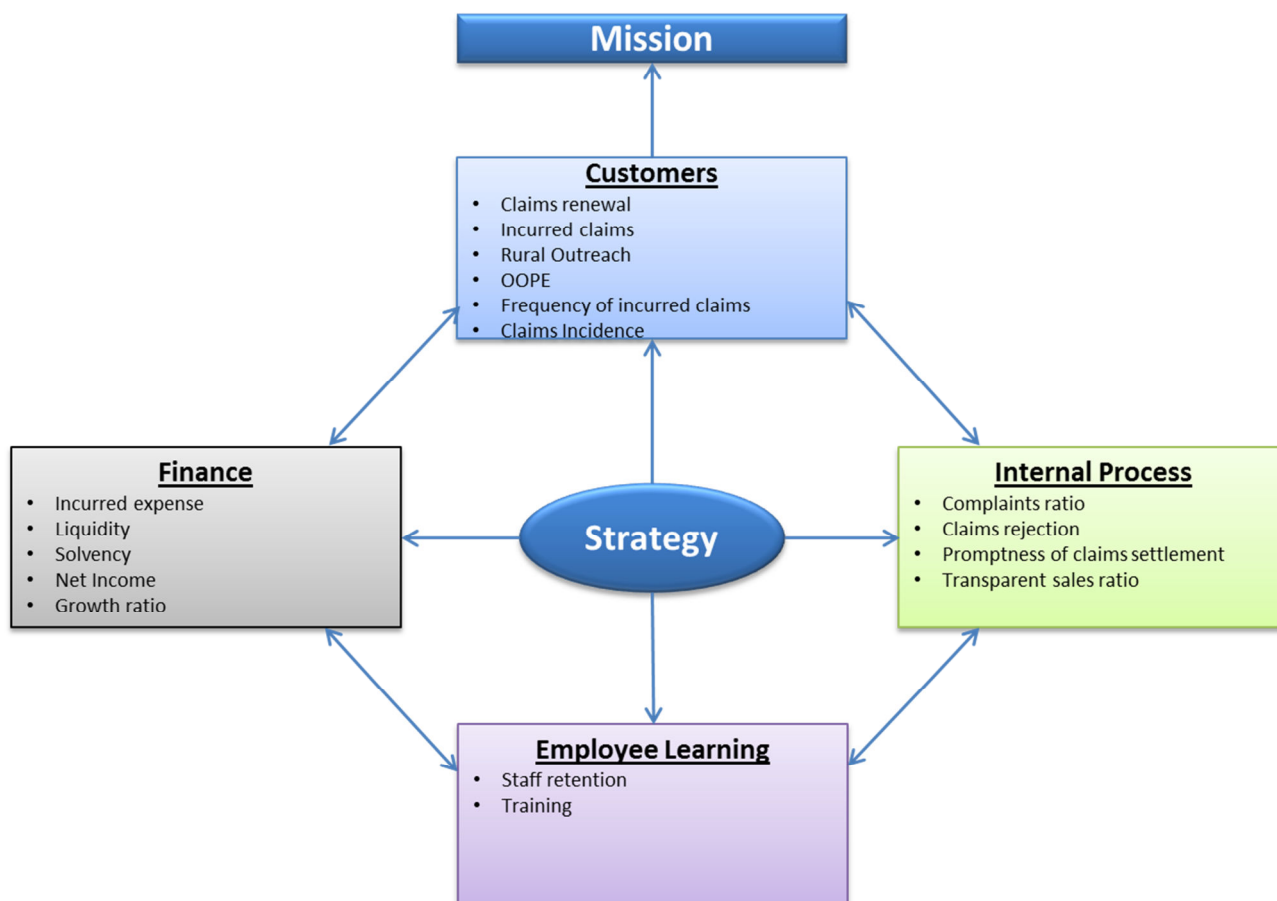 Mission
Customers
• Claims renewal
• Incurred claims
• Rural Outreach
• OOPE
• Frequency of incurred claims
• Claims Incidence
Finance
• Incurred expense
• Liquidity
• Solvency
• Net Income
• Growth ratio
Strategy
Internal Process
• Complaints ratio
• Claims rejection
• Promptness of claims settlement
• Transparent sales ratio
Employee Learning
• Staff retention
• Training